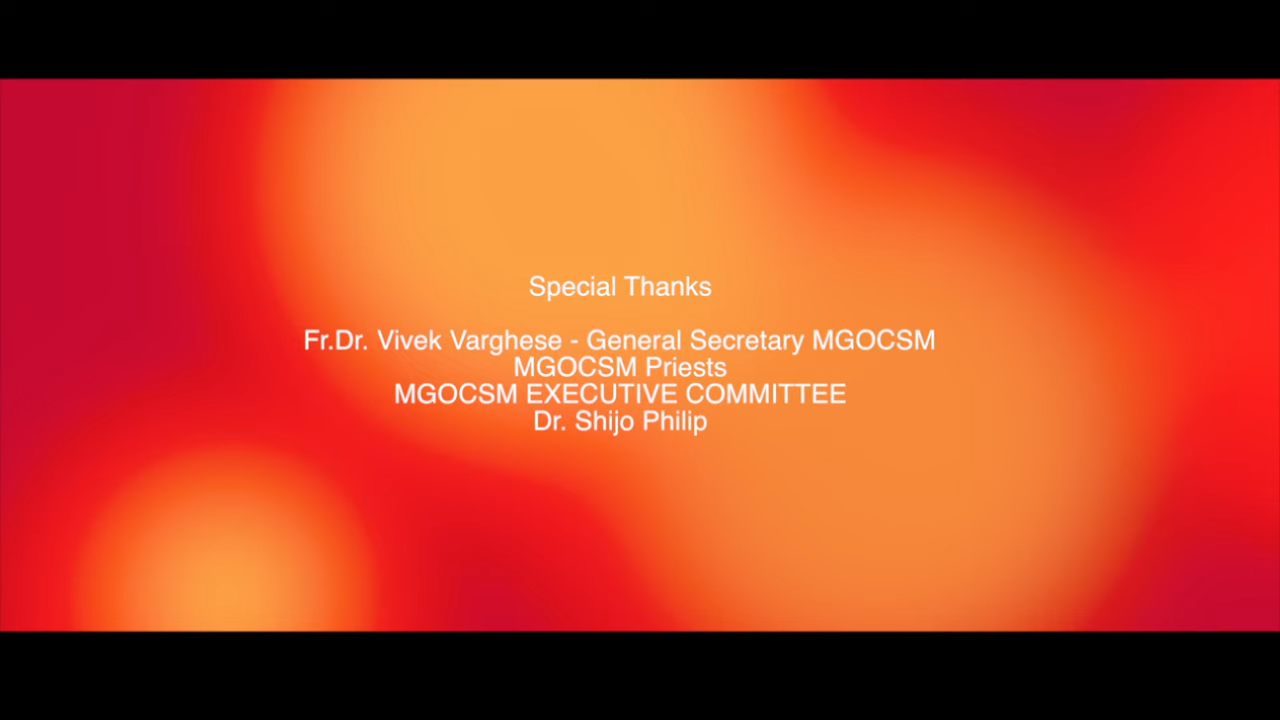 Special Thanks
Fr.Dr. Vivek Varghese - General Secretary MGOCSM
MGOCSM Priests
MGOCSM EXECUTIVE COMMITTEE
Dr. Shijo Philip